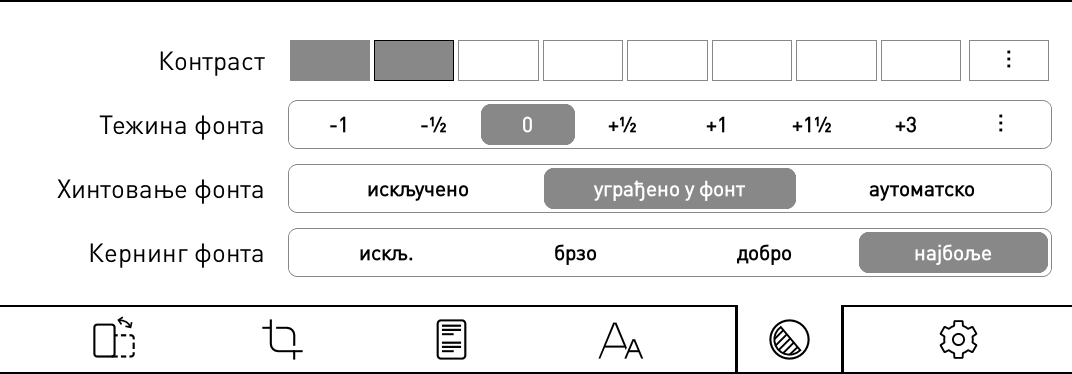 Контраст ⋮
Тежина фонта -1 -½ 0 +½ +1 +1½ +3 ⋮
Хинтовање фонта искључено уграђено у фонт аутоматско
Кернинг фонта искљ. брзо добро најбоље
AA